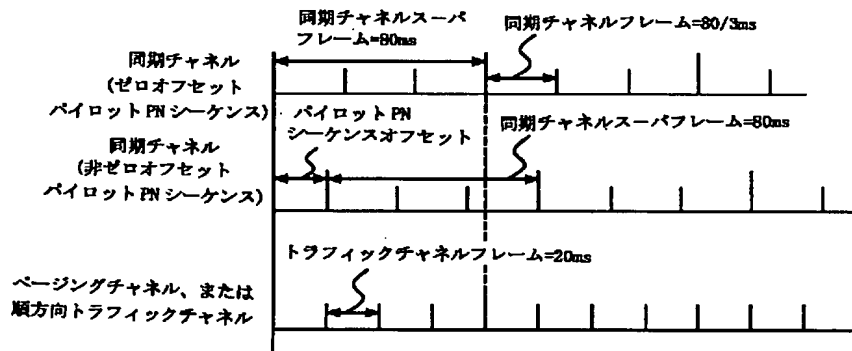 同期チャネルスーパ
フレーム=80ms
同期チャネルフレーム=80/3ms
同期チャネル
(ゼロオフセット
パイロット PN シーケンス)
パイロット PN
シーケンスオフセット
同期チャネルスーパフレーム=80ms
同期チャネル
(非ゼロオフセット
パイロット PN シーケンス)
トラフィックチャネルフレーム=20ms
ページングチャネル、または
順方向トラフィックチャネル